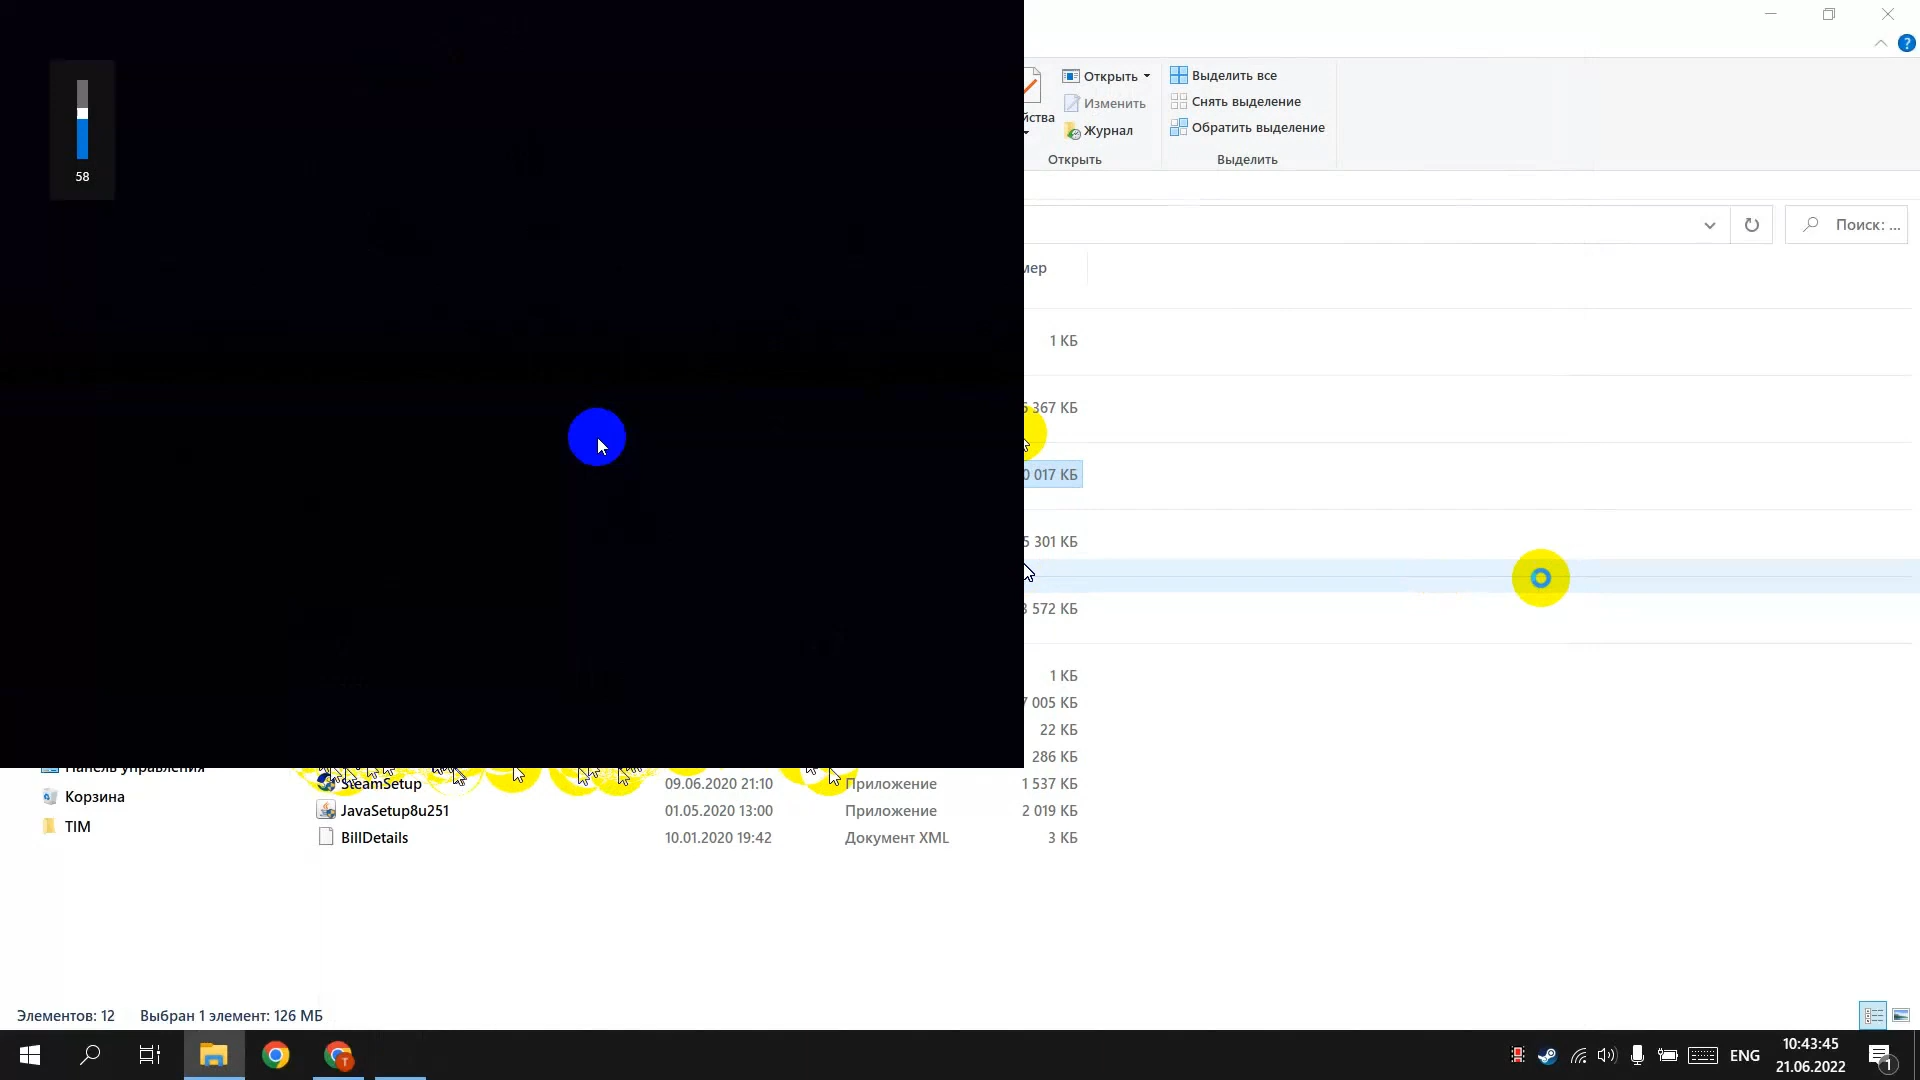 58
Открыть
Изменить
Журнал
Открыть
Выделить все
Снять выделение
Обратить выделение
Выделить
Поиск: ...
1 КБ
367 КБ
017 КБ
301 КБ
572 КБ
1 КБ
005 КБ
22 КБ
286 КБ
Панель управления
Корзина
TIM
SteamSetup 09.06.2020 21:10 Приложение 1 537 КБ
JavaSetup8u251 01.05.2020 13:00 Приложение 2 019 КБ
BillDetails 10.01.2020 19:42 Документ XML 3 КБ
Элементов: 12 Выбран 1 элемент: 126 МБ
T
ENG
10:43:45
21.06.2022
1